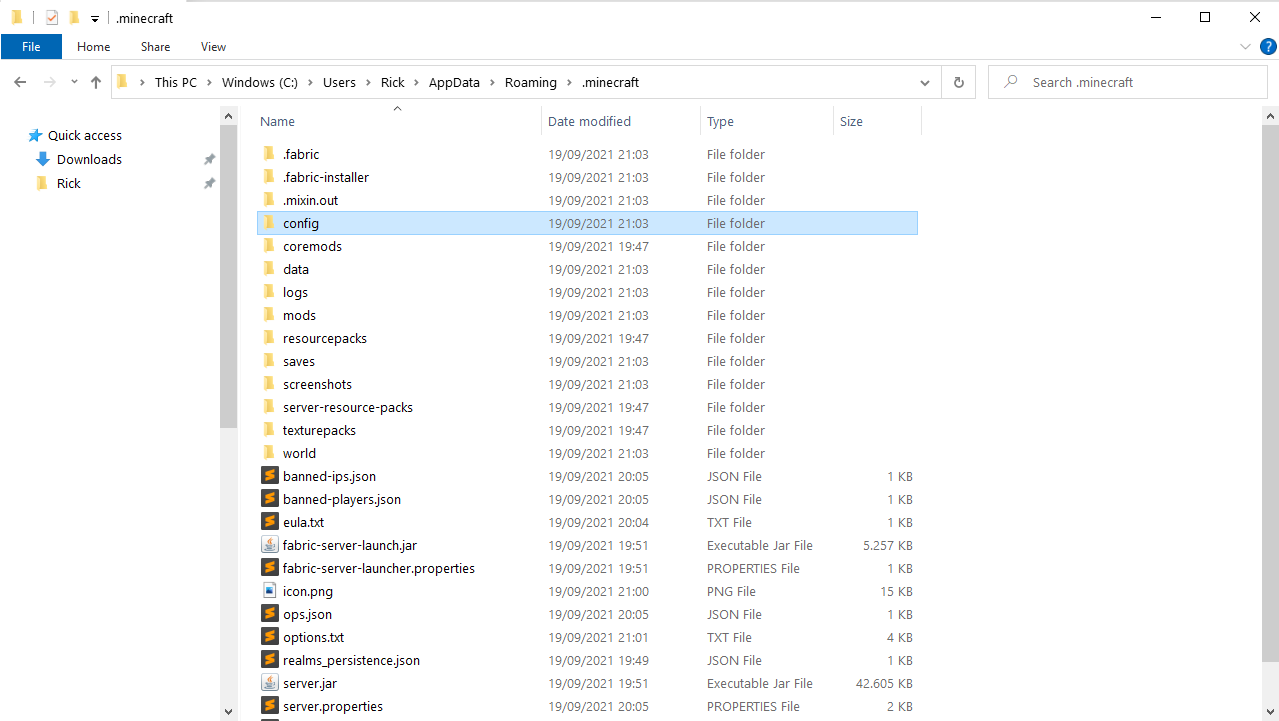 .minecraft
File Home Share View
This PC Windows (C:) Users Rick AppData Roaming .minecraft Search .minecraft
Quick access
Downloads
Rick
Name Date modified Type Size
.fabric 19/09/2021 21:03 File folder
.fabric-installer 19/09/2021 21:03 File folder
.mixin.out 19/09/2021 21:03 File folder
config 19/09/2021 21:03 File folder
coremods 19/09/2021 19:47 File folder
data 19/09/2021 21:03 File folder
logs 19/09/2021 21:03 File folder
mods 19/09/2021 21:03 File folder
resourcepacks 19/09/2021 19:47 File folder
saves 19/09/2021 21:03 File folder
screenshots 19/09/2021 21:03 File folder
server-resource-packs 19/09/2021 19:47 File folder
texturepacks 19/09/2021 19:47 File folder
world 19/09/2021 21:03 File folder
banned-ips.json 19/09/2021 20:05 JSON File 1 KB
banned-players.json 19/09/2021 20:05 JSON File 1 KB
eula.txt 19/09/2021 20:04 TXT File 1 KB
fabric-server-launch.jar 19/09/2021 19:51 Executable Jar File 5.257 KB
fabric-server-launcher.properties 19/09/2021 19:51 PROPERTIES File 1 KB
icon.png 19/09/2021 21:00 PNG File 15 KB
ops.json 19/09/2021 20:05 JSON File 1 KB
options.txt 19/09/2021 21:01 TXT File 4 KB
realms_persistence.json 19/09/2021 19:49 JSON File 1 KB
server.jar 19/09/2021 19:51 Executable Jar File 42.605 KB
server.properties 19/09/2021 20:05 PROPERTIES File 2 KB